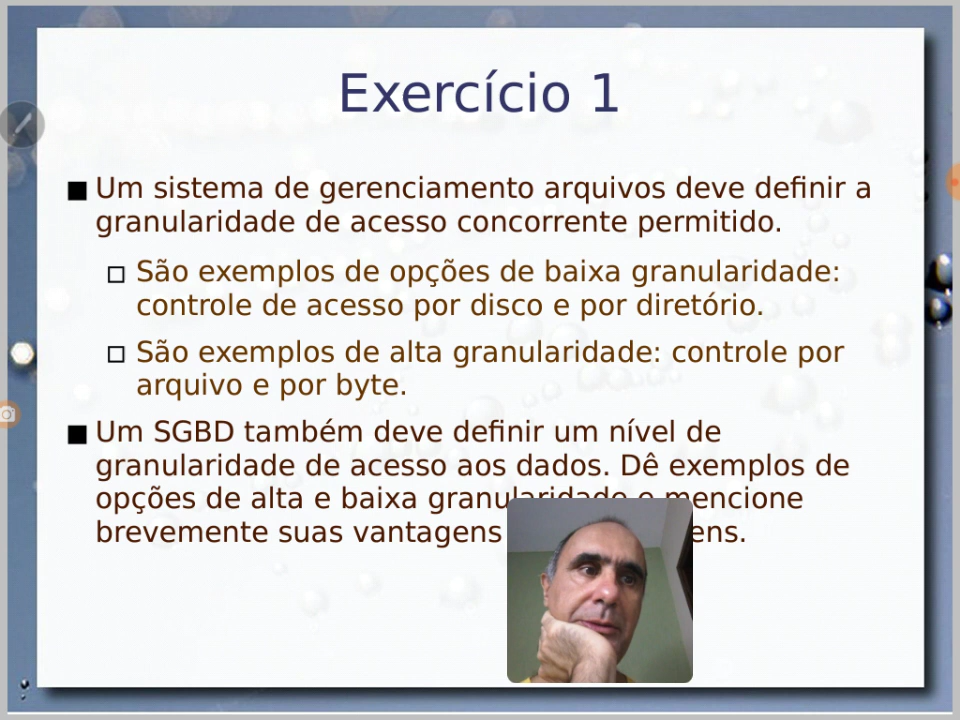 Exercício 1
Um sistema de gerenciamento arquivos deve definir a
granularidade de acesso concorrente permitido.
São exemplos de opções de baixa granularidade:
controle de acesso por disco e por diretório.
São exemplos de alta granularidade: controle por
arquivo e por byte.
Um SGBD também deve definir um nível de
granularidade de acesso aos dados. Dê exemplos de
opções de alta e baixa granularidade e mencione
brevemente suas vantagens